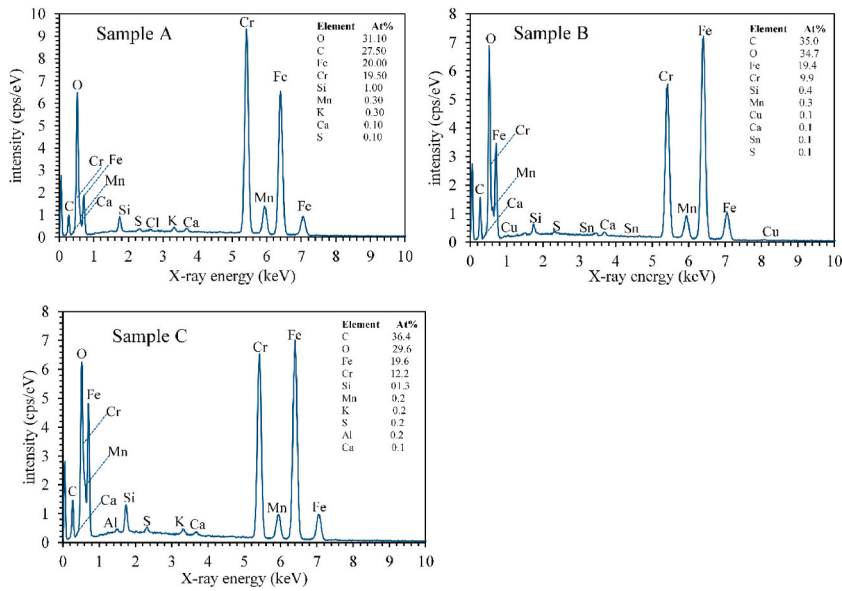 Sample A
Element At%
O 31.10
C 27.50
Fe 20.00
Cr 19.50
Si 1.00
Mn 0.30
K 0.30
Ca 0.10
S 0.10
intensity (cps/eV)
10
9
8
7
6
5
4
3
2
1
0
O
Cr
Fe
Cr
Fe
Mn
Ca
C
Si
S
Cl
K
Ca
Mn
Fe
0 1 2 3 4 5 6 7 8 9 10
X-ray energy (keV)
Sample B
Element At%
C 35.0
O 34.7
Fe 19.4
Cr 9.9
Si 0.4
Mn 0.3
Cu 0.1
Ca 0.1
Sn 0.1
S 0.1
intensity (cps/eV)
8
7
6
5
4
3
2
1
0
O
Fe
Cr
Cr
Fe
Mn
C
Ca
Cu
Si
S
Sn
Ca
Sn
Mn
Fe
Cu
0 1 2 3 4 5 6 7 8 9 10
X-ray energy (keV)
Sample C
Element At%
C 36.4
O 29.6
Fe 19.6
Cr 12.2
Si 01.3
Mn 0.2
K 0.2
S 0.2
Al 0.2
Ca 0.1
intensity (cps/eV)
8
7
6
5
4
3
2
1
0
O
Cr
Fe
Fe
Cr
Mn
C
Ca
Si
Al
S
K
Ca
Mn
Fe
0 1 2 3 4 5 6 7 8 9 10
X-ray energy (keV)